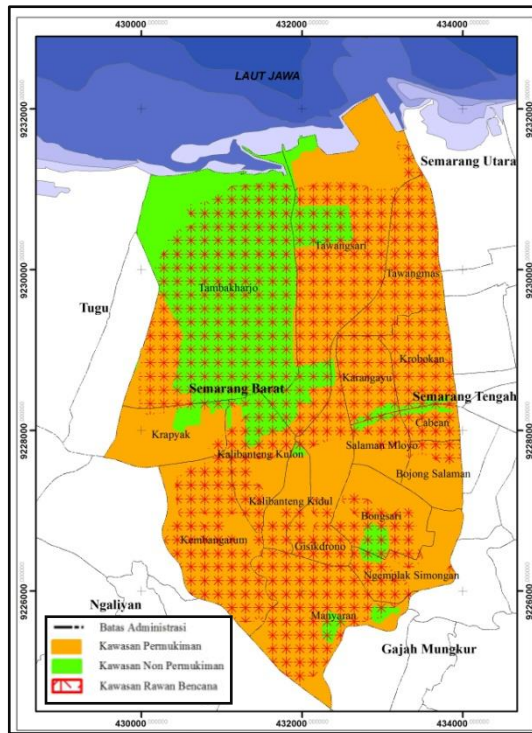 430000 432000 434000
LAUT JAWA
9232000 9232000
Semarang Utara
Tawangsari
9230000 9230000
Tawangmas
Tambakharjo
Tugu
Krobokan
Karangayu
Semarang Barat
Semarang Tengah
Cabean
Krapyak
9228000 9228000
Salaman Mloyo
Kalibanteng Kulon
Bojong Salaman
Kalibanteng Kidul
Bongsari
Kembangarum
Gisikdrono
Ngemplak Simongan
9226000 9226000
Ngaliyan
Manyaran
Batas Administrasi
Kawasan Permukiman
Kawasan Non Permukiman
Kawasan Rawan Bencana
Gajah Mungkur
430000 432000 434000